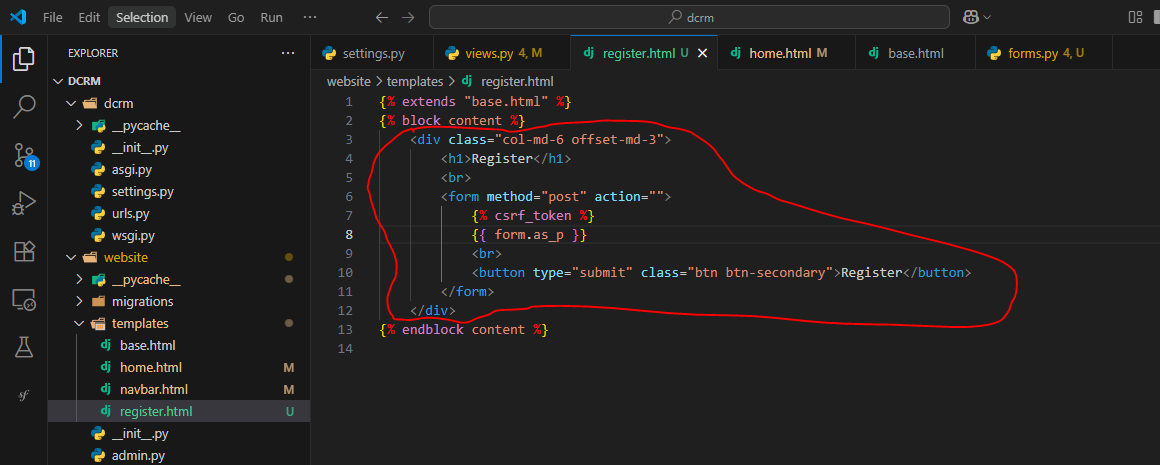 File Edit Selection View Go Run ··· dcrm
EXPLORER ···
settings.py views.py 4, M register.html U home.html M base.html forms.py 4, U
DCRM
website > templates > dj register.html
dcrm
__pycache__
__init__.py
asgi.py
settings.py
urls.py
wsgi.py
11
website
__pycache__
migrations
templates
dj base.html
dj home.html M
dj navbar.html M
dj register.html U
__init__.py
admin.py
1 {% extends "base.html" %}
2 {% block content %}
3 <div class="col-md-6 offset-md-3">
4 <h1>Register</h1>
5 <br>
6 <form method="post" action="">
7 {% csrf_token %}
8 {{ form.as_p }}
9 <br>
10 <button type="submit" class="btn btn-secondary">Register</button>
11 </form>
12 </div>
13 {% endblock content %}
14